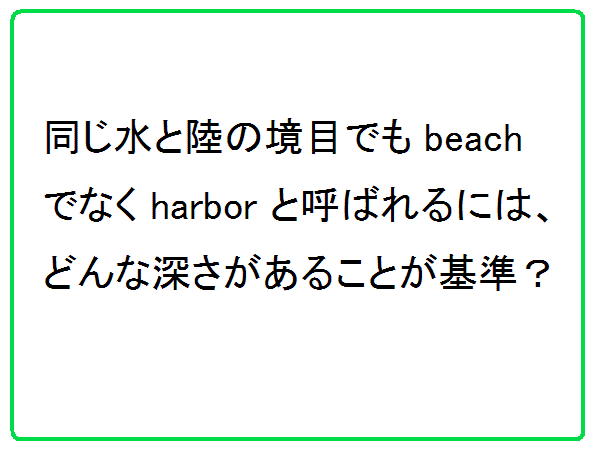 同じ水と陸の境目でも beach
でなく harbor と呼ばれるには、
どんな深さがあることが基準？